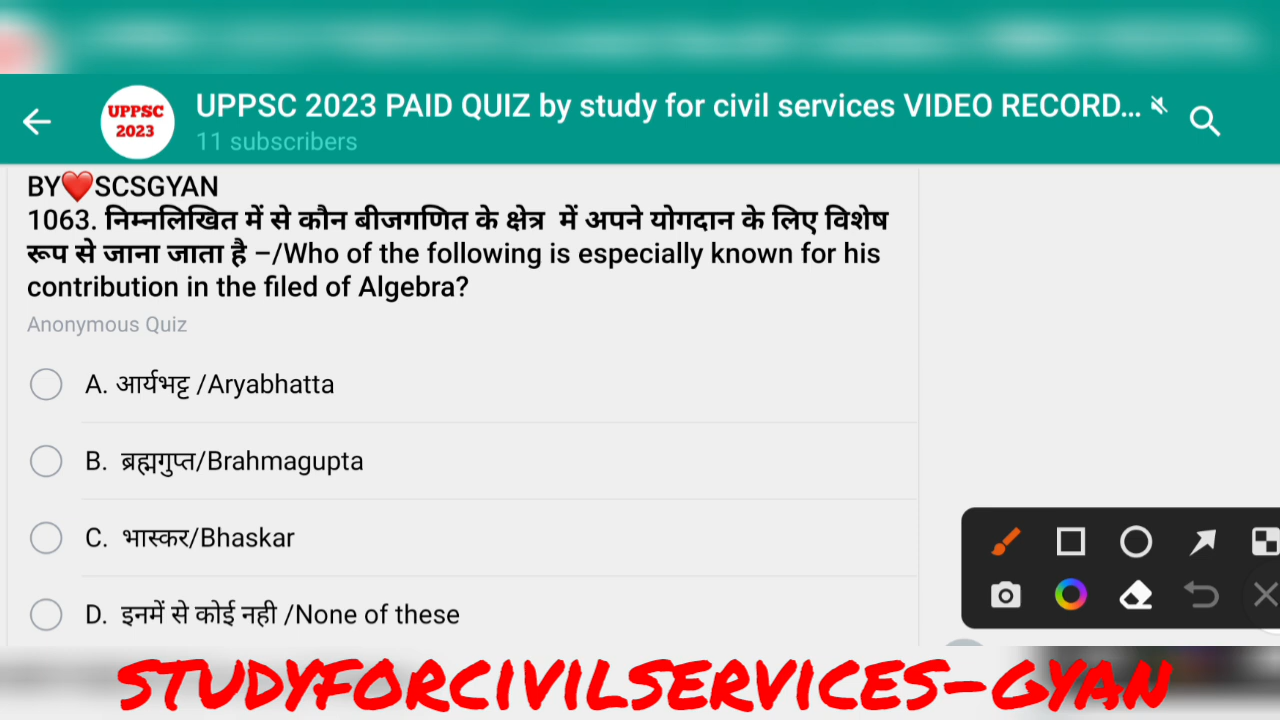 UPPSC
2023
UPPSC 2023 PAID QUIZ by study for civil services VIDEO RECORD...
11 subscribers
BY❤️SCSGYAN
1063. निम्नलिखित में से कौन बीजगणित के क्षेत्र में अपने योगदान के लिए विशेष
रूप से जाना जाता है –/Who of the following is especially known for his
contribution in the filed of Algebra?
Anonymous Quiz
A. आर्यभट्ट /Aryabhatta
B. ब्रह्मगुप्त/Brahmagupta
C. भास्कर/Bhaskar
D. इनमें से कोई नही /None of these
STUDYFORCIVILSERVICES-GYAN